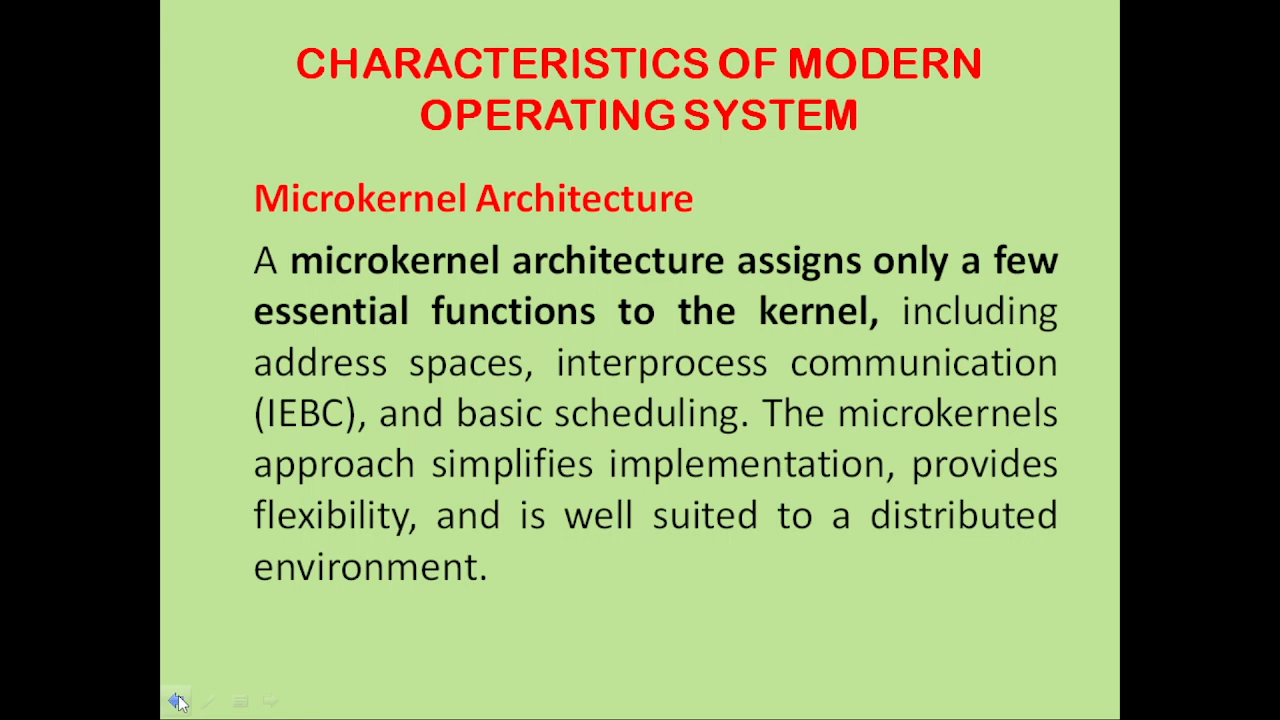 CHARACTERISTICS OF MODERN
OPERATING SYSTEM
Microkernel Architecture
A microkernel architecture assigns only a few
essential functions to the kernel, including
address spaces, interprocess communication
(IEBC), and basic scheduling. The microkernels
approach simplifies implementation, provides
flexibility, and is well suited to a distributed
environment.